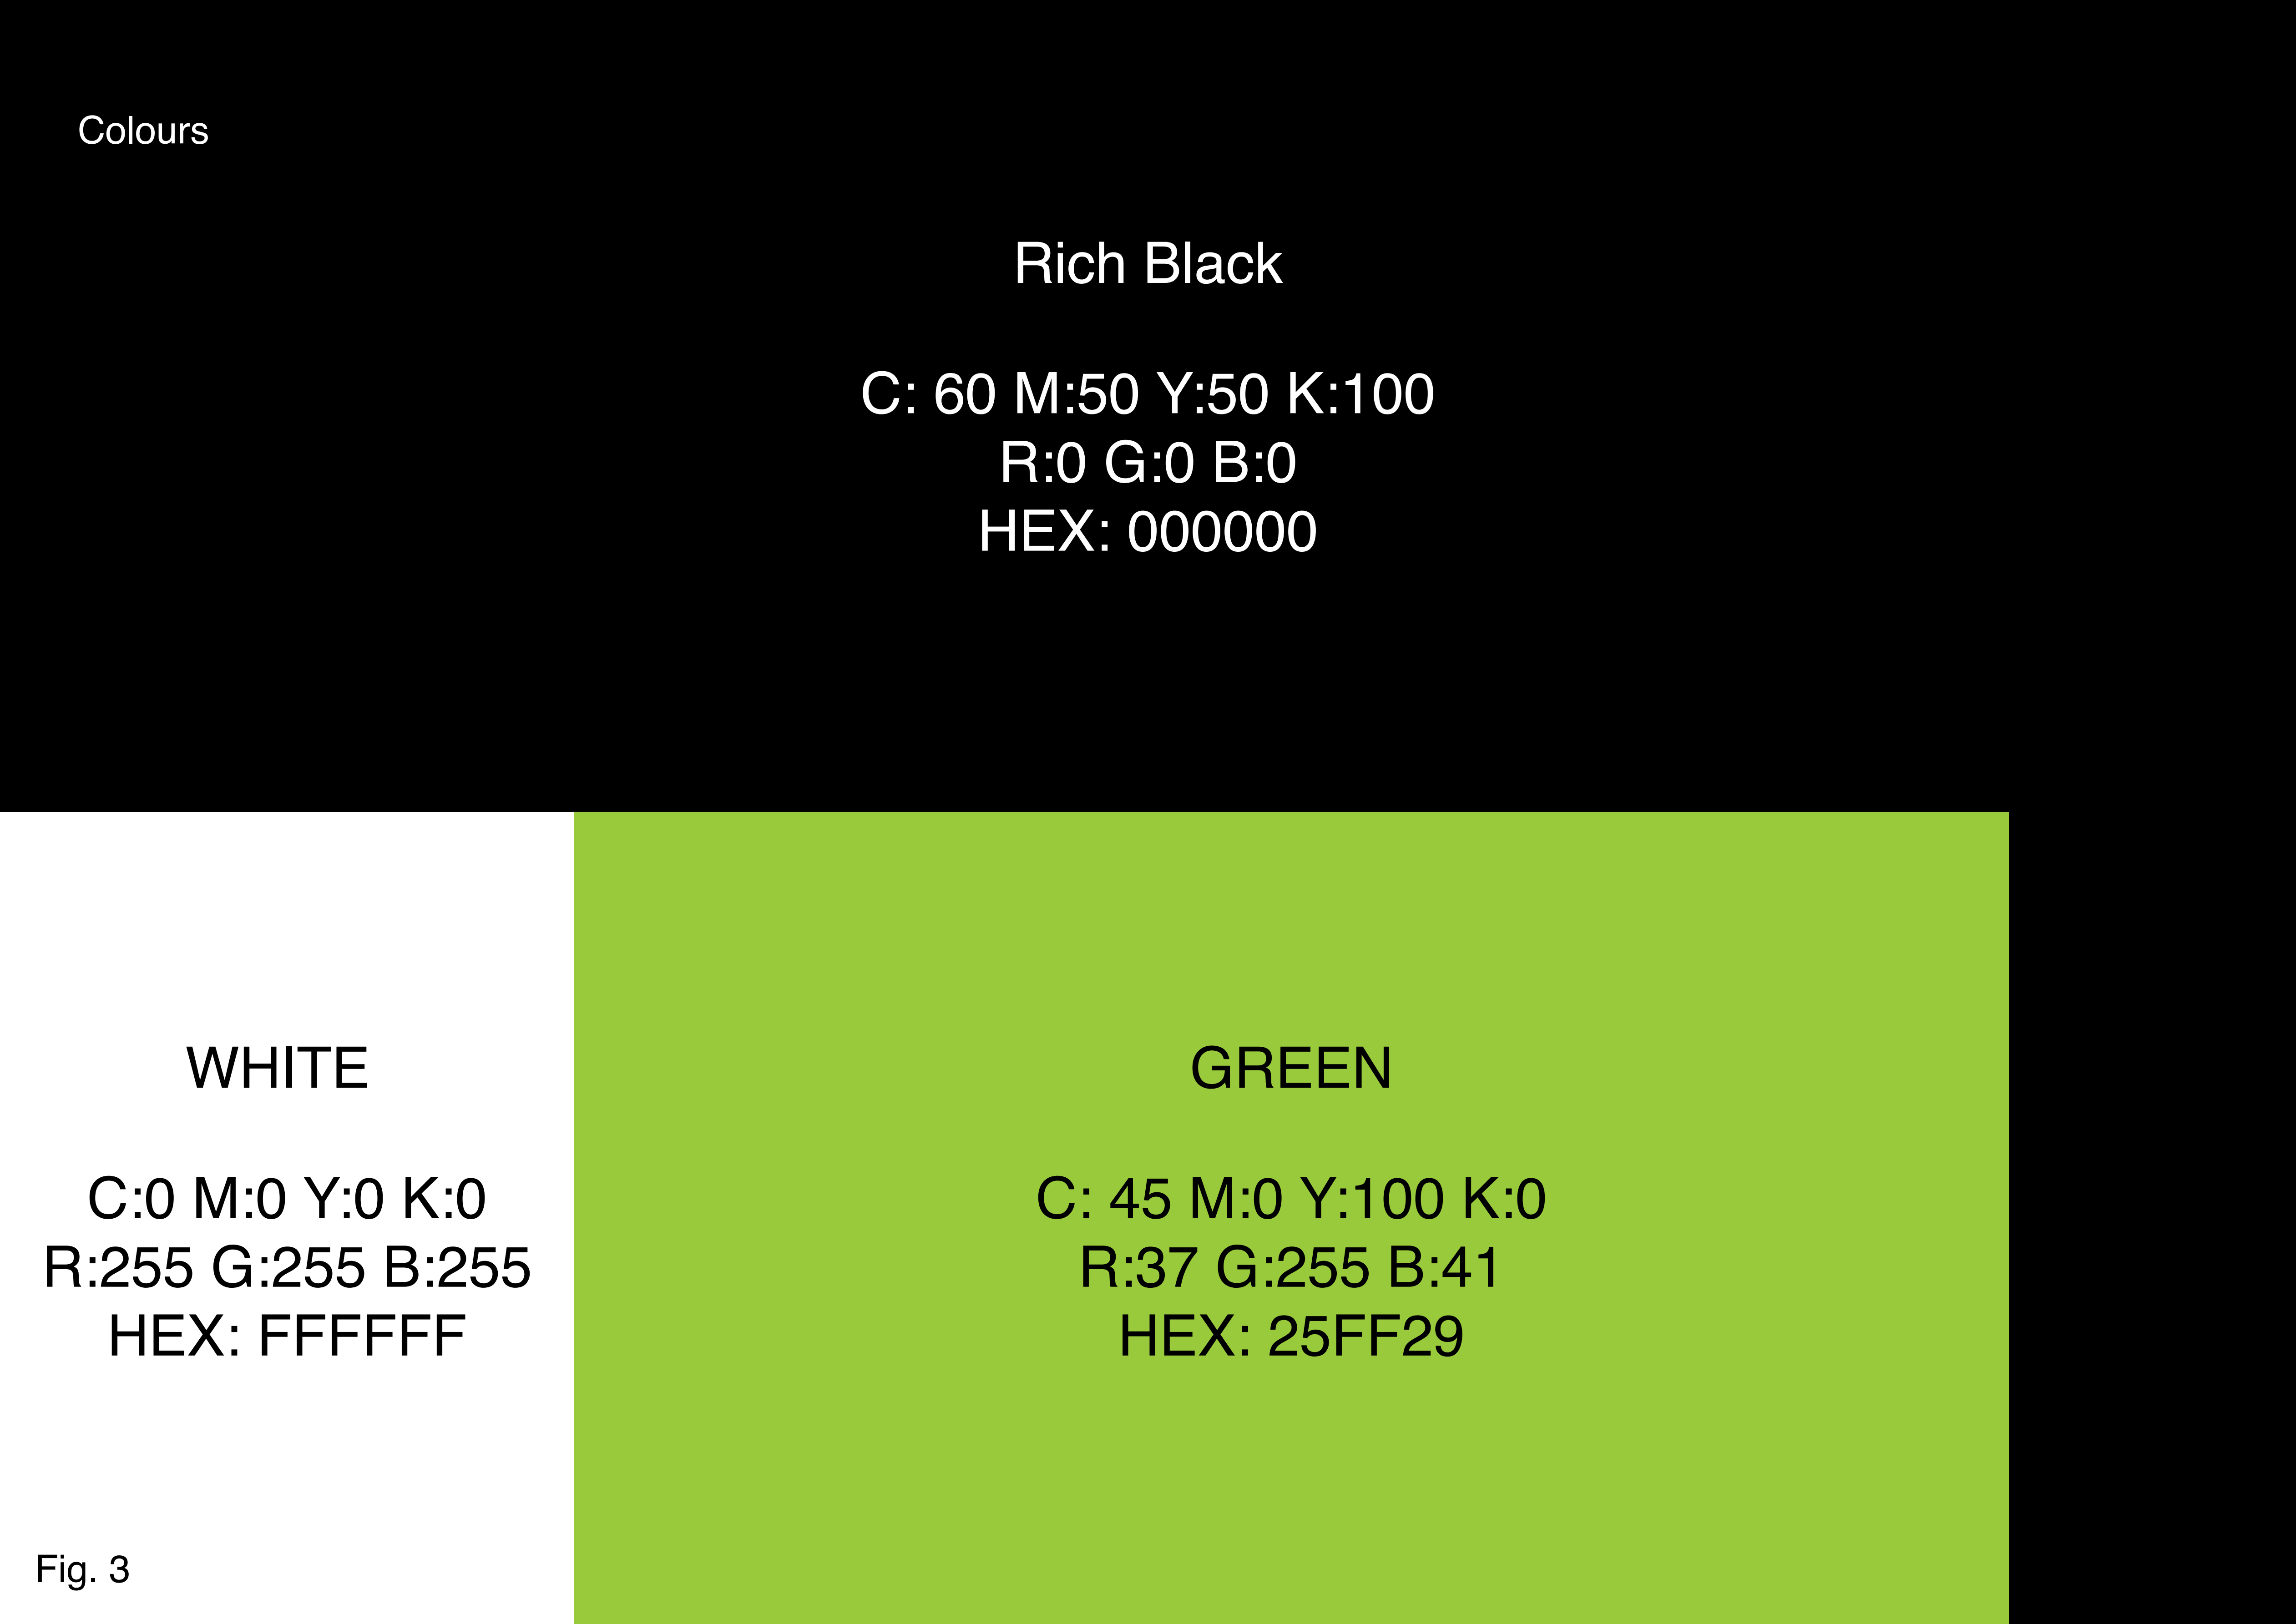 Colours
Rich Black
C: 60 M:50 Y:50 K:100
R:0 G:0 B:0
HEX: 000000
WHITE
C:0 M:0 Y:0 K:0
R:255 G:255 B:255
HEX: FFFFFF
GREEN
C: 45 M:0 Y:100 K:0
R:37 G:255 B:41
HEX: 25FF29
Fig. 3